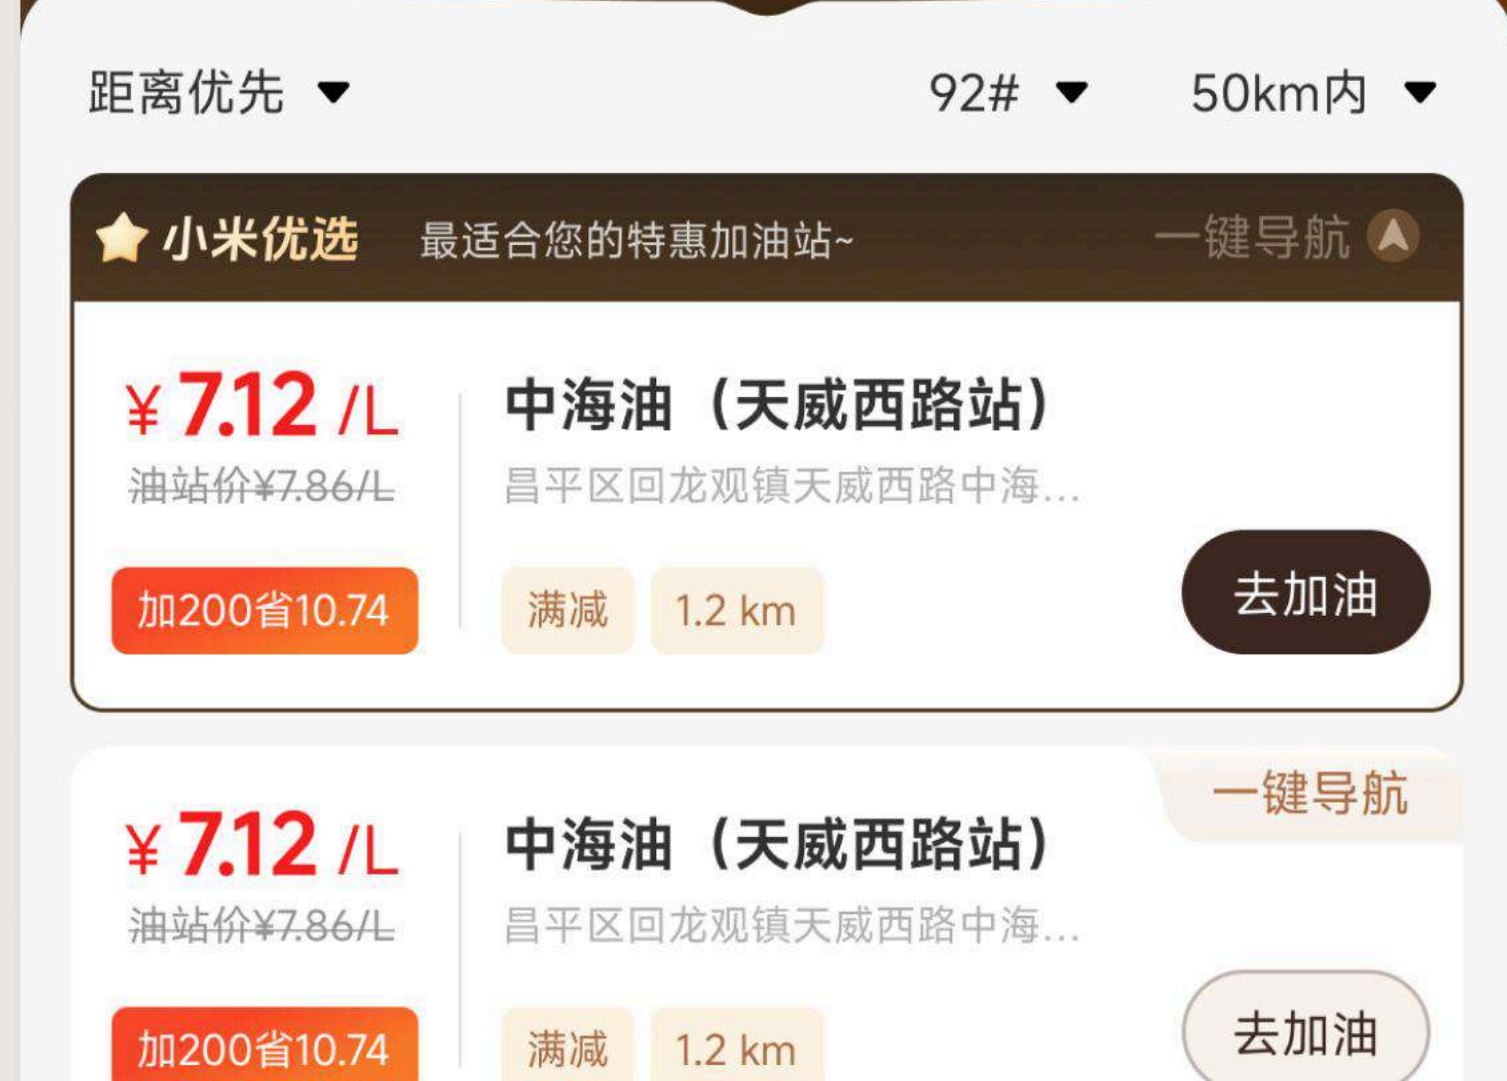 距离优先 92# 50km内
小米优选 最适合您的特惠加油站~ 一键导航
¥7.12/L 中海油（天威西路站）
油站价¥7.86/L 昌平区回龙观镇天威西路中海...
加200省10.74 满减 1.2 km 去加油
一键导航
¥7.12/L 中海油（天威西路站）
油站价¥7.86/L 昌平区回龙观镇天威西路中海...
加200省10.74 满减 1.2 km 去加油